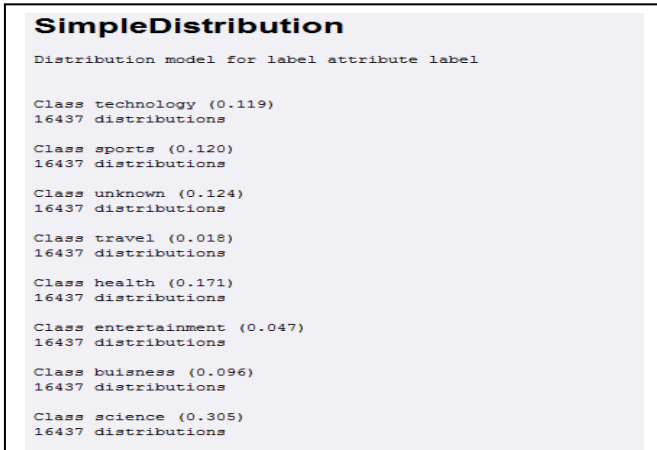 SimpleDistribution
Distribution model for label attribute label
Class technology (0.119)
16437 distributions
Class sports (0.120)
16437 distributions
Class unknown (0.124)
16437 distributions
Class travel (0.018)
16437 distributions
Class health (0.171)
16437 distributions
Class entertainment (0.047)
16437 distributions
Class buisness (0.096)
16437 distributions
Class science (0.305)
16437 distributions